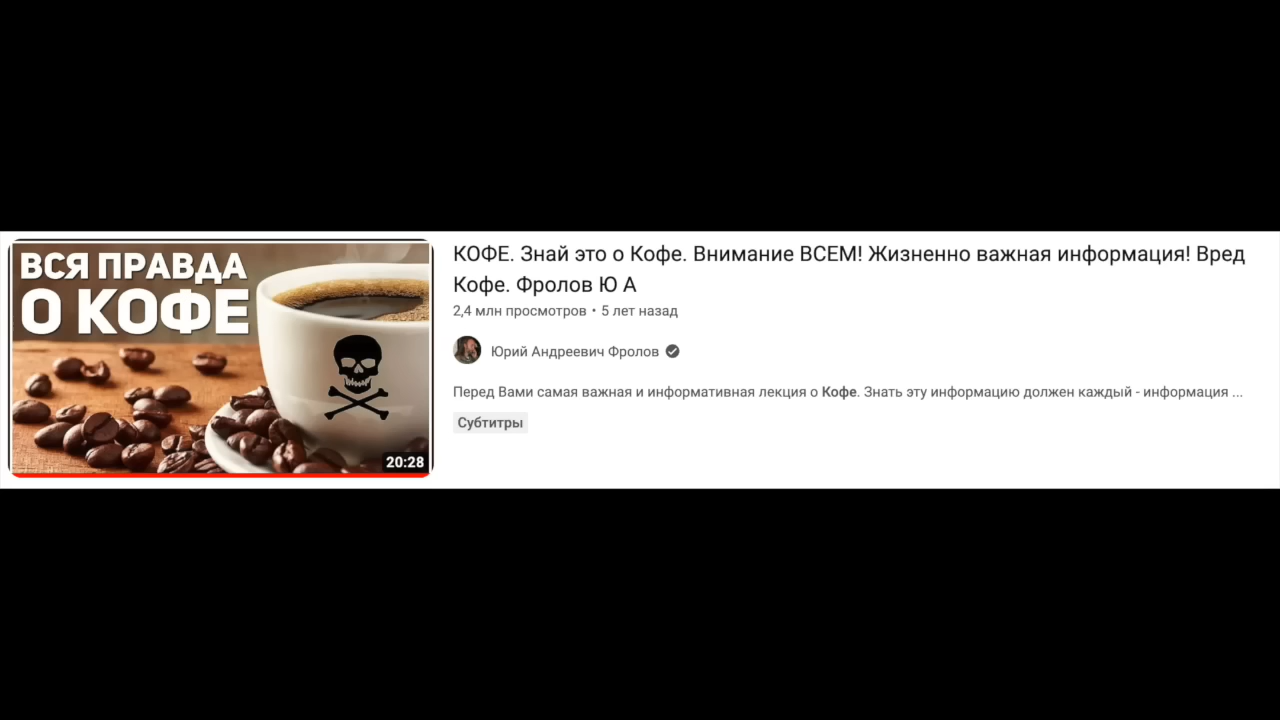 ВСЯ ПРАВДА
О КОФЕ
20:28
КОФЕ. Знай это о Кофе. Внимание ВСЕМ! Жизненно важная информация! Вред
Кофе. Фролов Ю А
2,4 млн просмотров • 5 лет назад
Юрий Андреевич Фролов
Перед Вами самая важная и информативная лекция о Кофе. Знать эту информацию должен каждый - информация ...
Субтитры